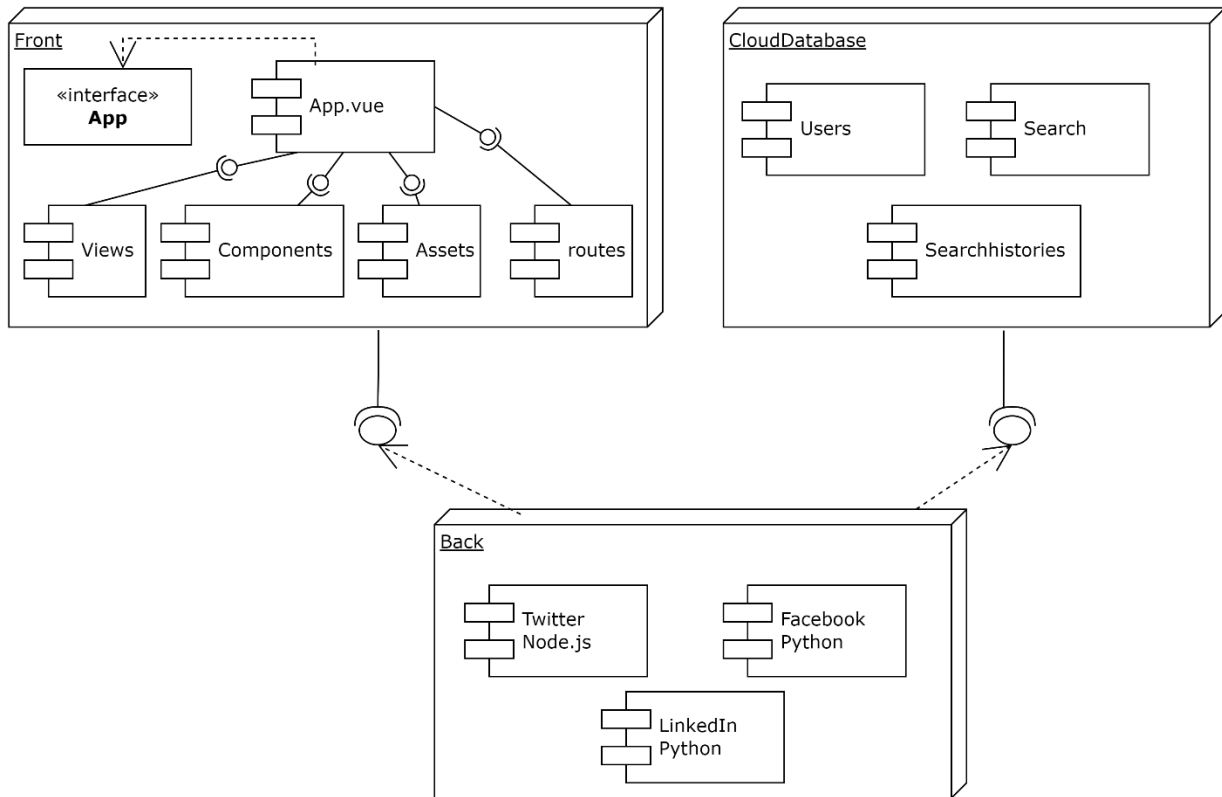 Front
«interface»
App
App.vue
Views
Components
Assets
routes
CloudDatabase
Users
Search
Searchhistories
Back
Twitter
Node.js
Facebook
Python
LinkedIn
Python